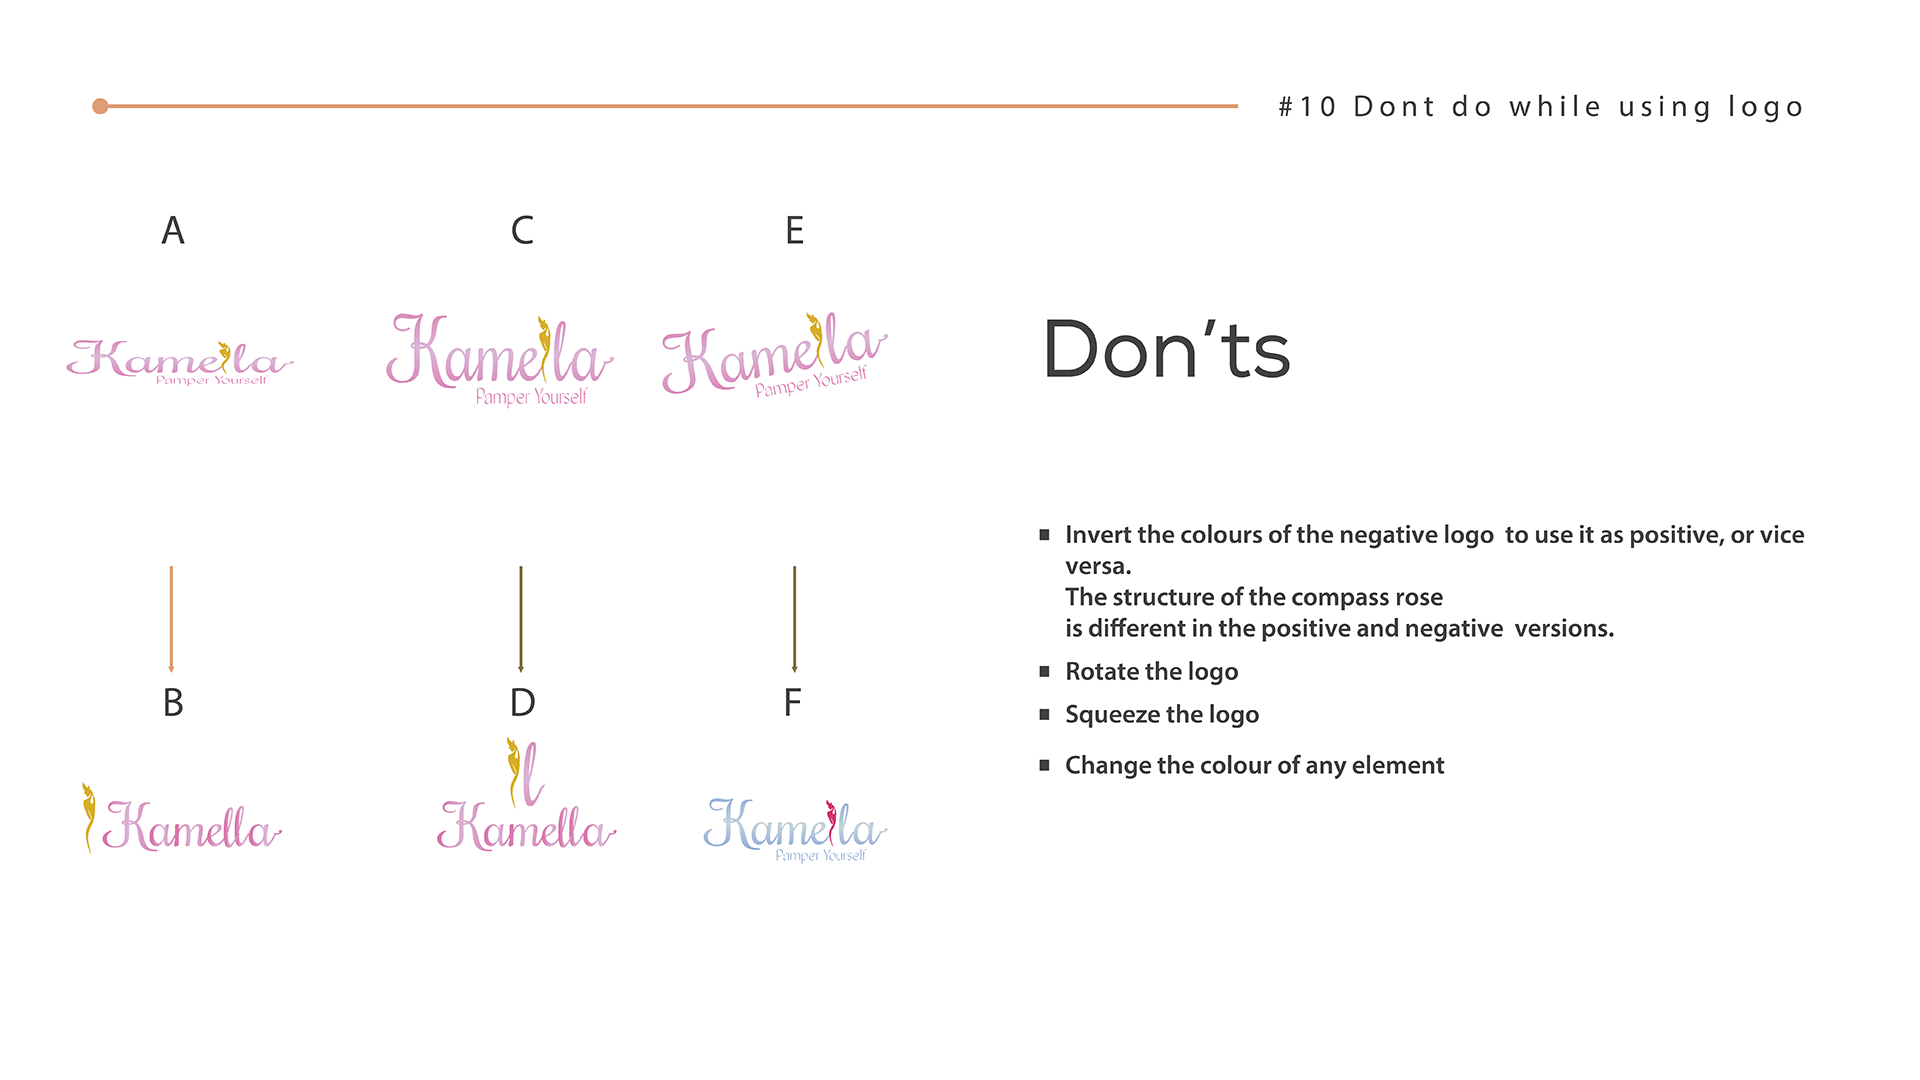 #10 Dont do while using logo
A
C
E
Kamella
Pamper Yourself
Kamella
Pamper Yourself
Kamella
Pamper Yourself
Don'ts
Invert the colours of the negative logo  to use it as positive, or vice
versa.
The structure of the compass rose
is different in the positive and negative  versions.
Rotate the logo
Squeeze the logo
Change the colour of any element
B
D
F
Kamella
l
Kamella
Kamella
Pamper Yourself